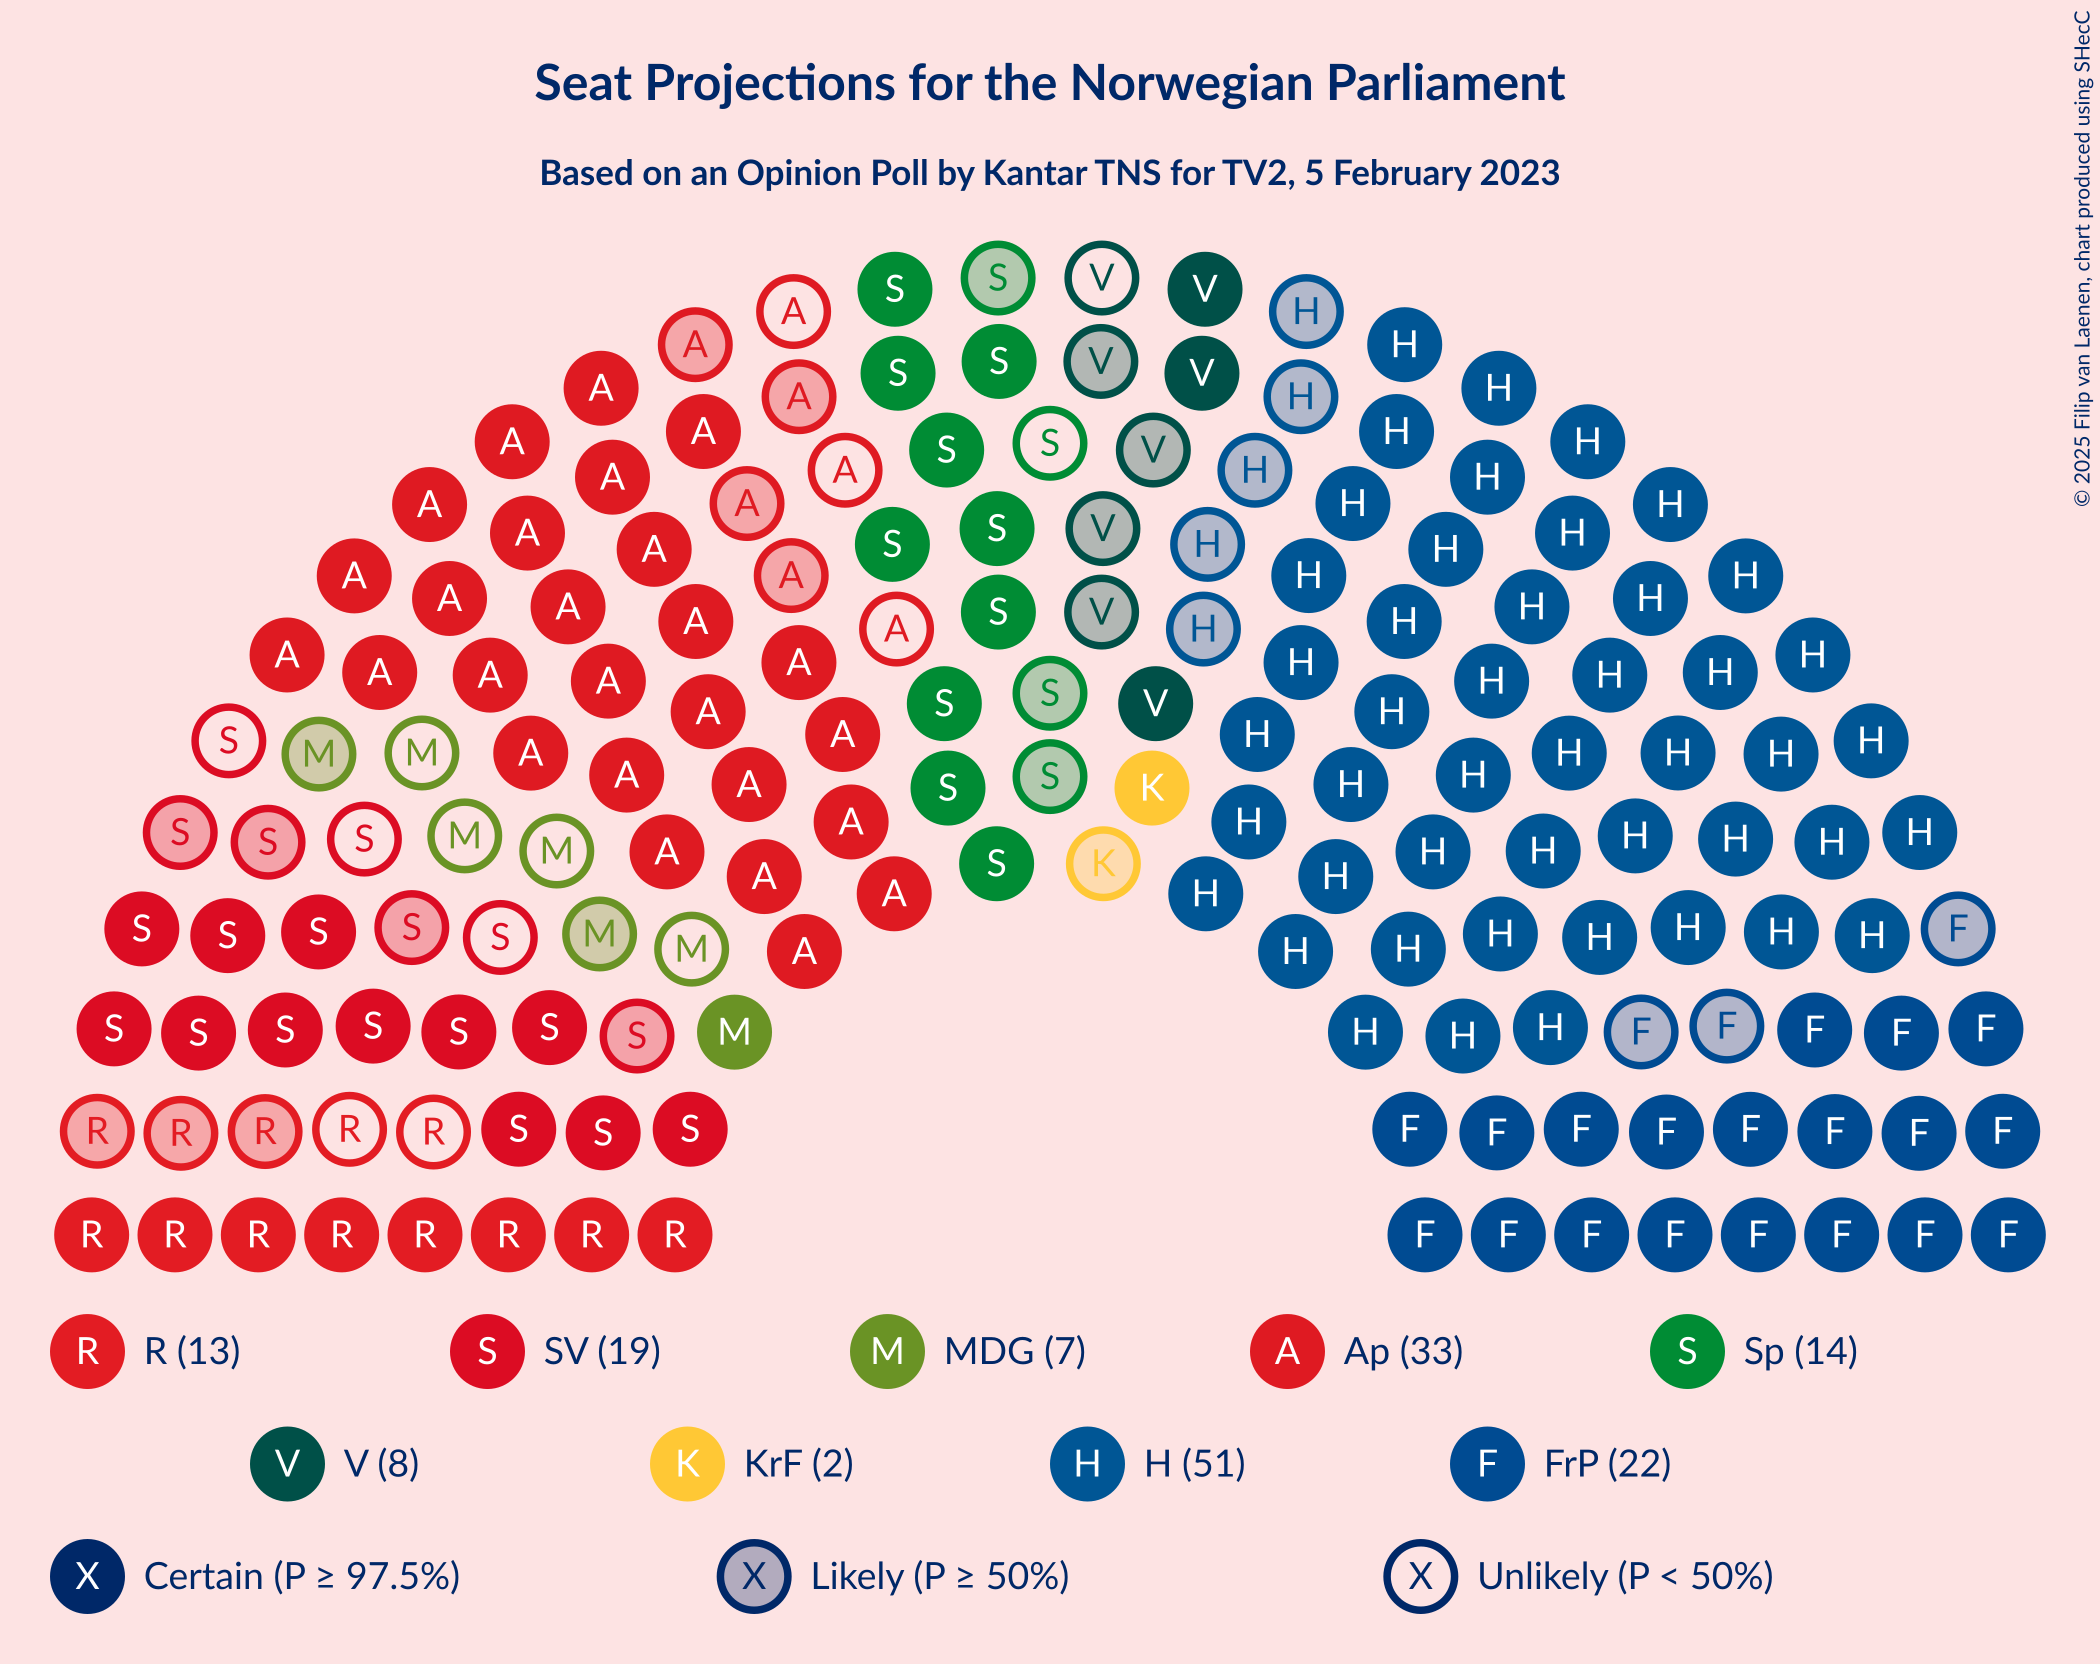 Seat Projections for the Norwegian Parliament
Based on an Opinion Poll by Kantar TNS for TV2, 5 February 2023
© 2025 Filip van Laenen, chart produced using SHecC
S S V V
A H
A H
S S V V
A H A H
A H
S S V
A H
A H
A H
A H
A H
S S V H
A H
A H
A H
A H
A H
S S V
A H
A H
A H
A H
A H
A H
S S V
A H
A H
A H
A H
A H
S M M A A A A S S K H H H H H H H
S S S M M A A A S K H H H H H H H H
S S S S S M M A H H H H H H H F
S S S S S S S M H H H F F F F F
R R R R R S S S F F F F F F F F
R R R R R R R R F F F F F F F F
R R (13) S SV (19) M MDG (7) A Ap (33) S Sp (14)
V V (8) K KrF (2) H H (51) F FrP (22)
X Certain (P ≥ 97.5%) X Likely (P ≥ 50%) X Unlikely (P < 50%)